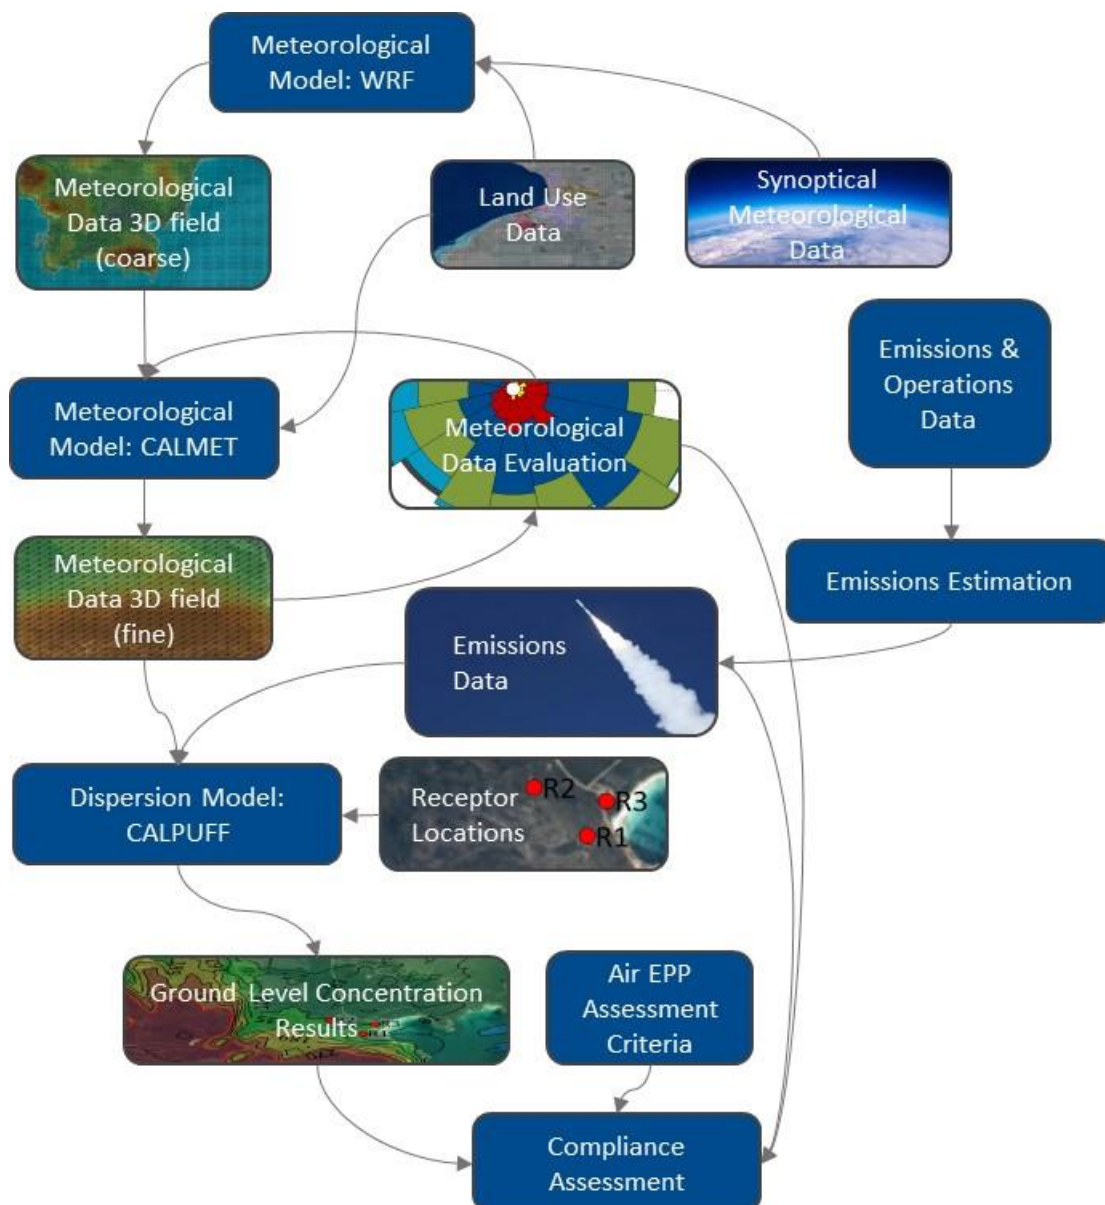 Meteorological
Model: WRF
Meteorological
Data 3D field
(coarse)
Land Use
Data
Synoptical
Meteorological
Data
Emissions &
Operations
Data
Meteorological
Model: CALMET
Meteorological
Data Evaluation
Meteorological
Data 3D field
(fine)
Emissions Estimation
Emissions
Data
Dispersion Model:
CALPUFF
Receptor
Locations
R2
R3
R1
Ground Level Concentration
Results
R3
R1
Air EPP
Assessment
Criteria
Compliance
Assessment